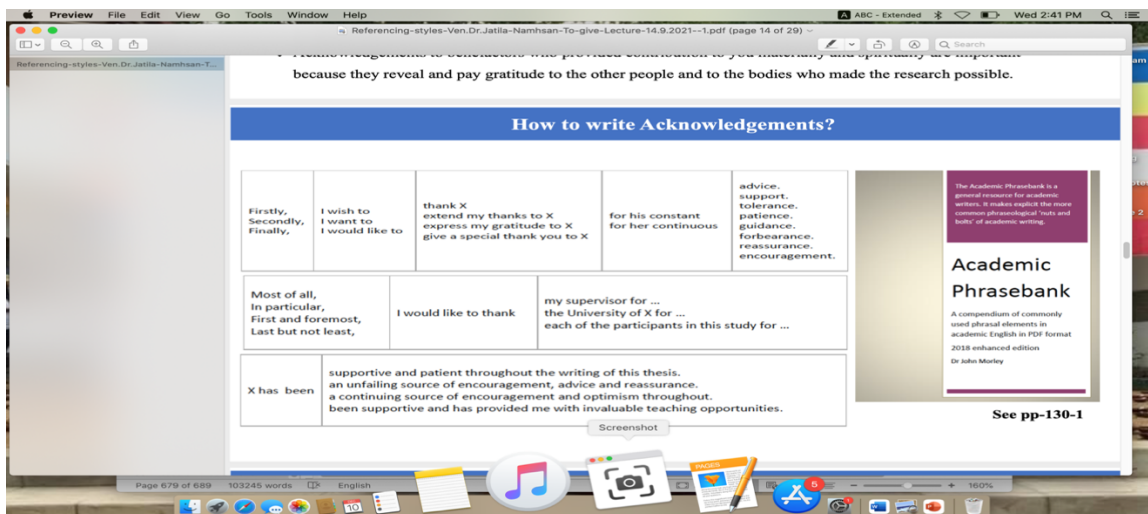 Preview File Edit View Go Tools Window Help
A ABC - Extended Wed 2:41 PM
Referencing-styles-Ven.Dr.Jatila-Namhsan-To-give-Lecture-14.9.2021--1.pdf (page 14 of 29)
Search
Referencing-styles-Ven.Dr.Jatila-Namhsan-T...
because they reveal and pay gratitude to the other people and to the bodies who made the research possible.
How to write Acknowledgements?
Firstly,
Secondly,
Finally,
I wish to
I want to
I would like to
thank X
extend my thanks to X
express my gratitude to X
give a special thank you to X
for his constant
for her continuous
advice.
support.
tolerance.
patience.
guidance.
forbearance.
reassurance.
encouragement.
Most of all,
In particular,
First and foremost,
Last but not least,
I would like to thank
my supervisor for ...
the University of X for ...
each of the participants in this study for ...
X has been
supportive and patient throughout the writing of this thesis.
an unfailing source of encouragement, advice and reassurance.
a continuing source of encouragement and optimism throughout.
been supportive and has provided me with invaluable teaching opportunities.
The Academic Phrasebank is a
general resource for academic
writers. It makes explicit the more
common phraseological 'nuts and
bolts' of academic writing.
Academic
Phrasebank
A compendium of commonly
used phrasal elements in
academic English in PDF format
2018 enhanced edition
Dr John Morley
See pp-130-1
Screenshot
Page 679 of 689 103245 words English
160%
PAGES
5
10